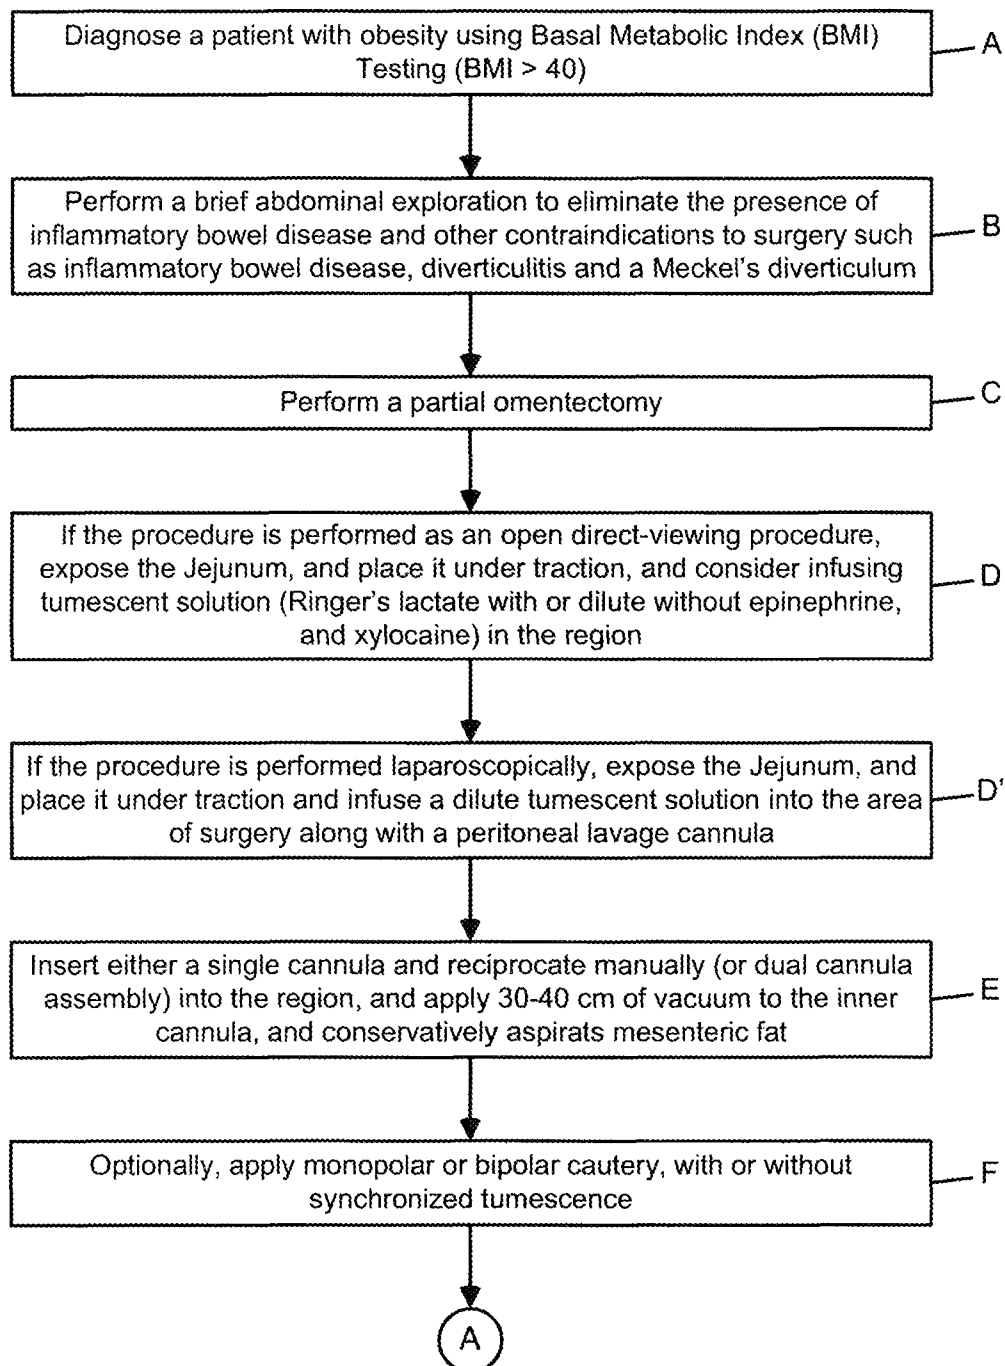 Diagnose a patient with obesity using Basal Metabolic Index (BMI)
Testing (BMI > 40)
A
Perform a brief abdominal exploration to eliminate the presence of
inflammatory bowel disease and other contraindications to surgery such
as inflammatory bowel disease, diverticulitis and a Meckel's diverticulum
B
Perform a partial omentectomy
C
If the procedure is performed as an open direct-viewing procedure,
expose the Jejunum, and place it under traction, and consider infusing
tumescent solution (Ringer's lactate with or dilute without epinephrine,
and xylocaine) in the region
D
If the procedure is performed laparoscopically, expose the Jejunum, and
place it under traction and infuse a dilute tumescent solution into the area
of surgery along with a peritoneal lavage cannula
D'
Insert either a single cannula and reciprocate manually (or dual cannula
assembly) into the region, and apply 30-40 cm of vacuum to the inner
cannula, and conservatively aspirats mesenteric fat
E
Optionally, apply monopolar or bipolar cautery, with or without
synchronized tumescence
F
A